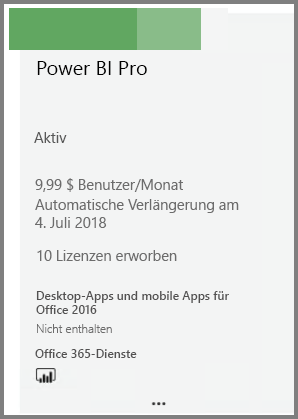 Power BI Pro
Aktiv
9,99 $ Benutzer/Monat
Automatische Verlängerung am
4. Juli 2018
10 Lizenzen erworben
Desktop-Apps und mobile Apps für
Office 2016
Nicht enthalten
Office 365-Dienste